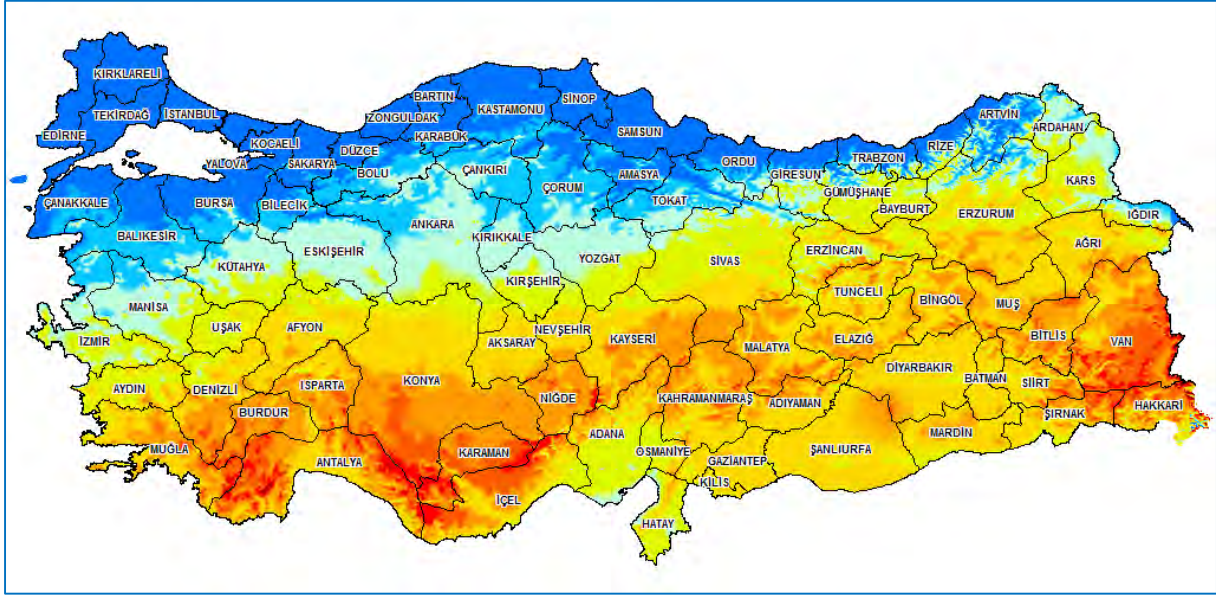 KIRKLARELİ
TEKİRDAĞ
İSTANBUL
EDİRNE
KOCAELİ
YALOVA
SAKARYA
DÜZCE
BARTIN
ZONGULDAK
KARABÜK
KASTAMONU
SİNOP
SAMSUN
BOLU
ÇANKIRI
ÇORUM
AMASYA
TOKAT
ORDU
GİRESUN
TRABZON
RİZE
ARTVİN
ARDAHAN
GÜMÜŞHANE
BAYBURT
ERZURUM
KARS
IĞDIR
ÇANAKKALE
BURSA
BİLECİK
BALIKESİR
ESKİŞEHİR
ANKARA
KIRIKKALE
KÜTAHYA
YOZGAT
SİVAS
ERZİNCAN
AĞRI
KIRŞEHİR
TUNCELİ
BİNGÖL
MUŞ
MANİSA
UŞAK
AFYON
İZMİR
AKSARAY
NEVŞEHİR
KAYSERİ
MALATYA
ELAZIĞ
BİTLİS
VAN
AYDIN
DENİZLİ
ISPARTA
KONYA
DİYARBAKIR
BATMAN
SİİRT
BURDUR
NİĞDE
KAHRAMANMARAŞ
ADIYAMAN
ŞIRNAK
HAKKARİ
MUĞLA
ANTALYA
KARAMAN
ADANA
OSMANİYE
GAZİANTEP
ŞANLIURFA
MARDİN
KİLİS
İÇEL
HATAY